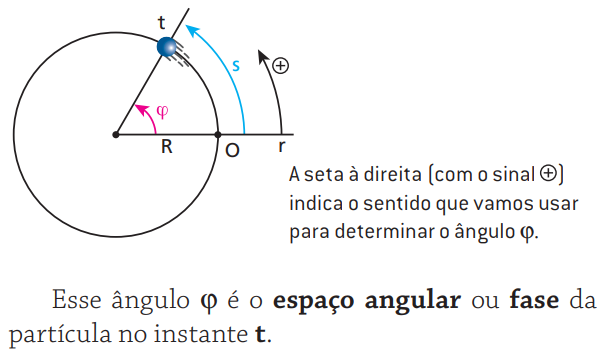 t
s
⊕
φ
R
O
r
A seta à direita (com o sinal ⊕)
indica o sentido que vamos usar
para determinar o ângulo φ.
Esse ângulo φ é o espaço angular ou fase da
partícula no instante t.